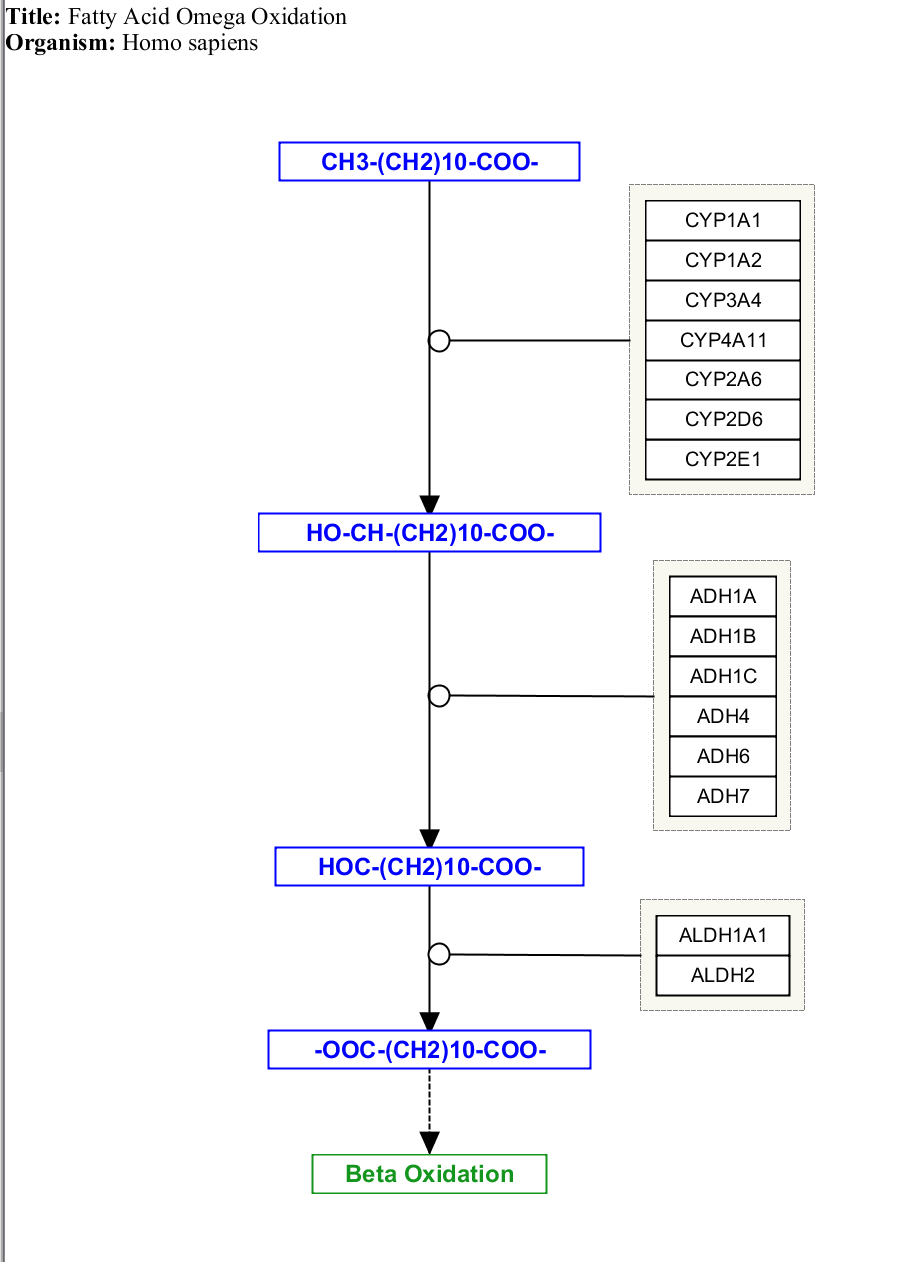 Title: Fatty Acid Omega Oxidation
Organism: Homo sapiens
CH3-(CH2)10-COO-
CYP1A1
CYP1A2
CYP3A4
CYP4A11
CYP2A6
CYP2D6
CYP2E1
HO-CH-(CH2)10-COO-
ADH1A
ADH1B
ADH1C
ADH4
ADH6
ADH7
HOC-(CH2)10-COO-
ALDH1A1
ALDH2
-OOC-(CH2)10-COO-
Beta Oxidation